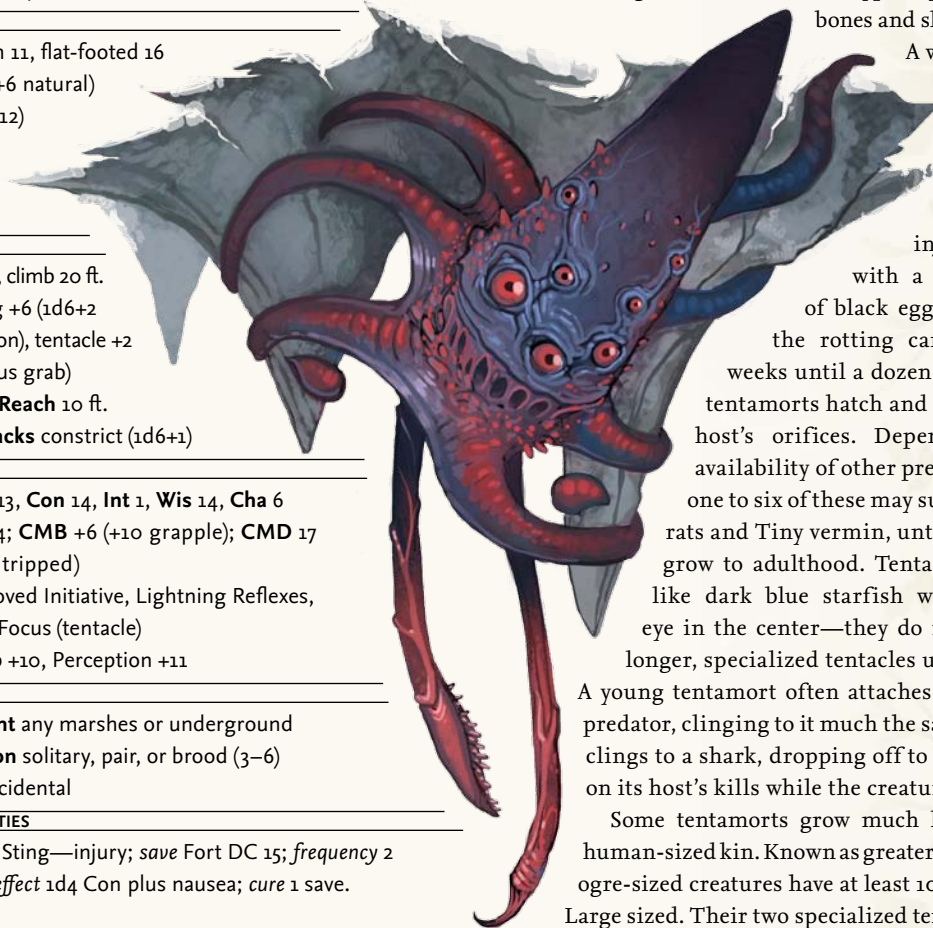 n 11, flat-footed 16
+6 natural)
12)
, climb 20 ft.
g +6 (1d6+2
on), tentacle +2
us grab)
Reach 10 ft.
acks constrict (1d6+1)
13, Con 14, Int 1, Wis 14, Cha 6
4; CMB +6 (+10 grapple); CMD 17
tripped)
oved Initiative, Lightning Reflexes,
Focus (tentacle)
+10, Perception +11
nt any marshes or underground
on solitary, pair, or brood (3–6)
cidental
TIES
Sting—injury; save Fort DC 15; frequency 2
effect 1d4 Con plus nausea; cure 1 save.
bones and sl
A w
in
with a
of black egg
the rotting car
weeks until a dozen
tentamorts hatch and
host's orifices. Deper
availability of other pre
one to six of these may su
rats and Tiny vermin, unt
grow to adulthood. Tenta
like dark blue starfish w
eye in the center—they do
longer, specialized tentacles u
A young tentamort often attaches
predator, clinging to it much the sa
clings to a shark, dropping off to
on its host's kills while the creatu
Some tentamorts grow much l
human-sized kin. Known as greater
ogre-sized creatures have at least 10
Large sized. Their two specialized te